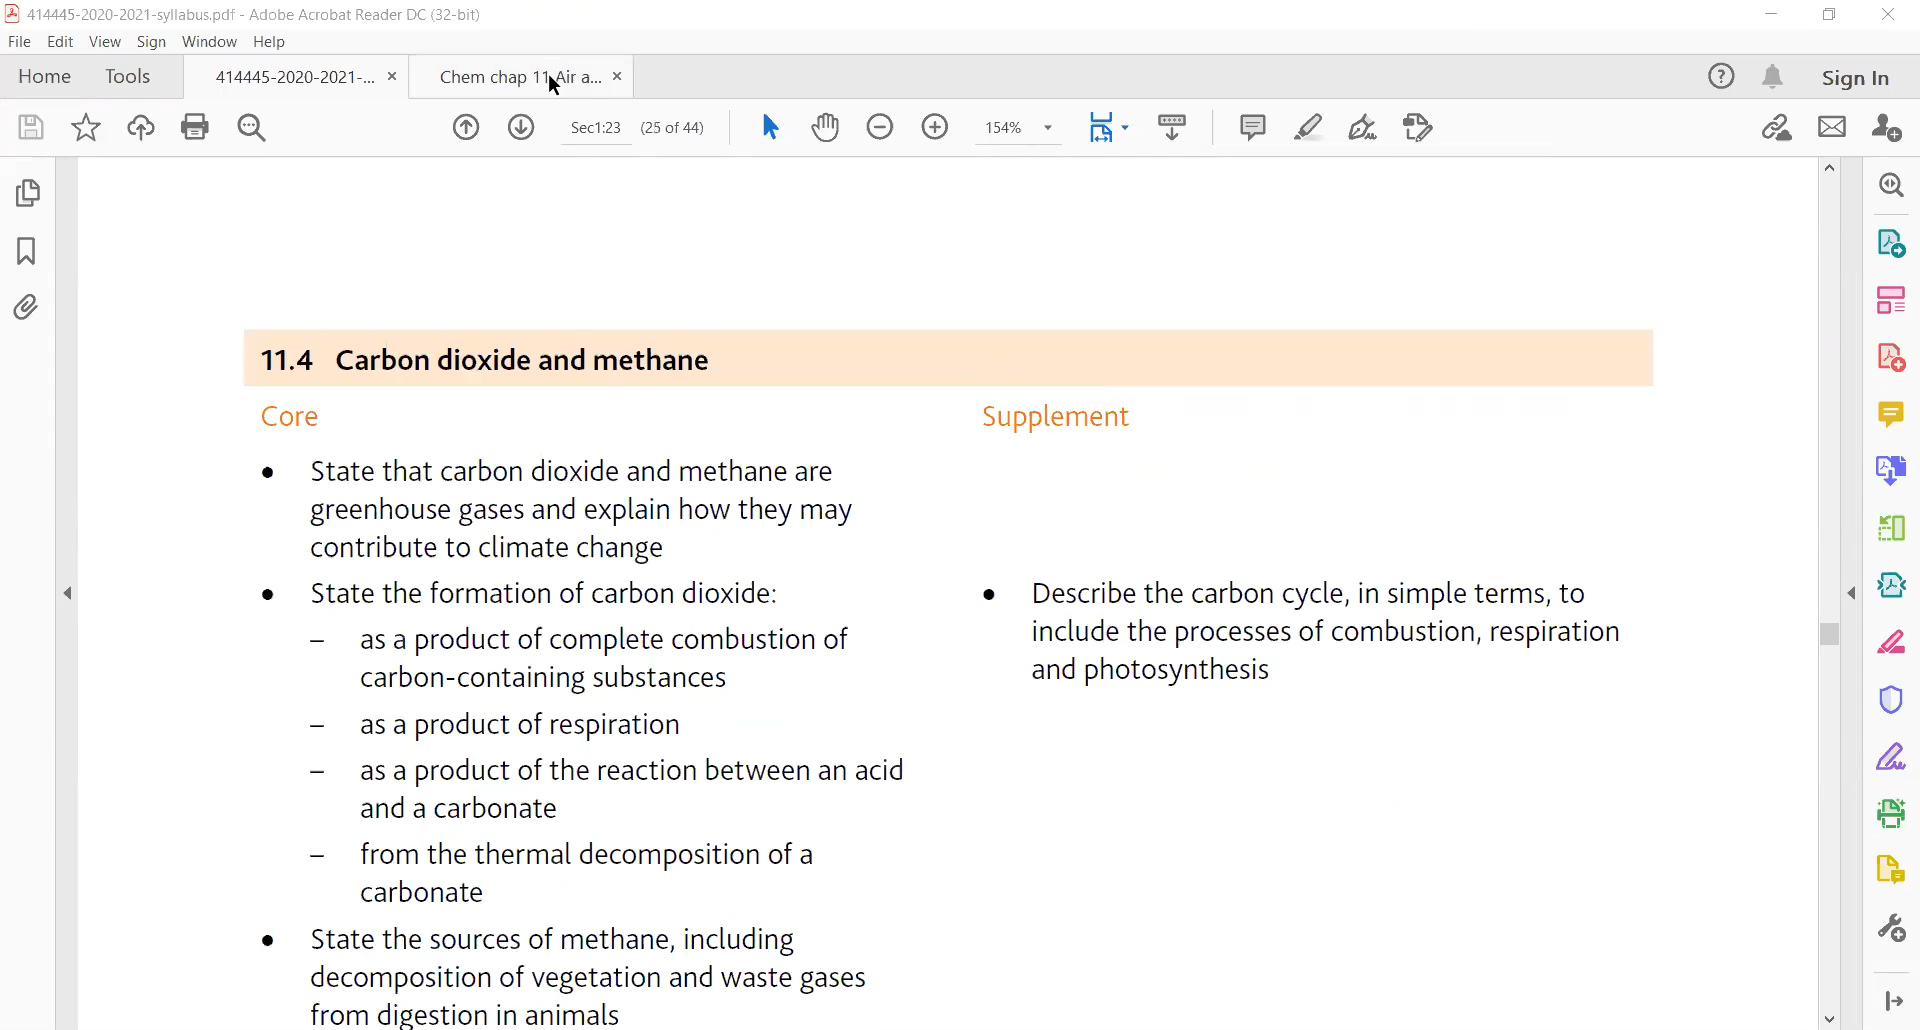 414445-2020-2021-syllabus.pdf - Adobe Acrobat Reader DC (32-bit)
File Edit View Sign Window Help
Home Tools 414445-2020-2021-... × Chem chap 11 Air a... × Sign In
Sec1:23 (25 of 44) 154%
11.4 Carbon dioxide and methane
Core
Supplement
• State that carbon dioxide and methane are
greenhouse gases and explain how they may
contribute to climate change
• State the formation of carbon dioxide:
– as a product of complete combustion of
carbon-containing substances
– as a product of respiration
– as a product of the reaction between an acid
and a carbonate
– from the thermal decomposition of a
carbonate
• State the sources of methane, including
decomposition of vegetation and waste gases
from digestion in animals
• Describe the carbon cycle, in simple terms, to
include the processes of combustion, respiration
and photosynthesis